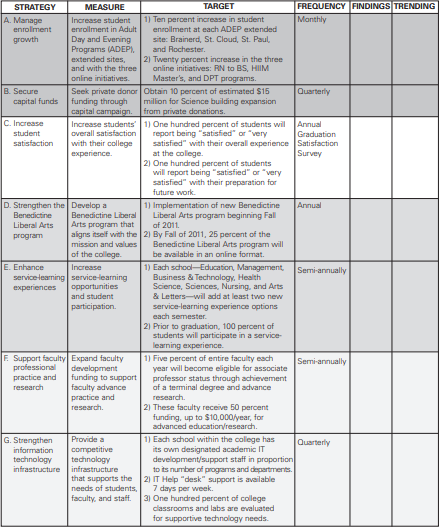 STRATEGY MEASURE TARGET FREQUENCY FINDINGS TRENDING
A. Manage
enrollment
growth
Increase student
enrollment in Adult
Day and Evening
Programs (ADEP),
extended sites,
and with the three
online initiatives.
1) Ten percent increase in student
enrollment at each ADEP extended
site: Brainerd, St. Cloud, St. Paul,
and Rochester.
2) Twenty percent increase in the three
online initiatives: RN to BS, HIIM
Master's, and DPT programs.
Monthly
B. Secure
capital funds
Seek private donor
funding through
capital campaign.
Obtain 10 percent of estimated $15
million for Science building expansion
from private donations.
Quarterly
C. Increase
student
satisfaction
Increase students'
overall satisfaction
with their college
experience.
1) One hundred percent of students will
report being "satisfied" or "very
satisfied" with their overall experience
at the college.
2) One hundred percent of students
will report being "satisfied" or "very
satisfied" with their preparation for
future work.
Annual
Graduation
Satisfaction
Survey
D. Strengthen the
Benedictine
Liberal Arts
program
Develop a
Benedictine Liberal
Arts program that
aligns itself with the
mission and values
of the college.
1) Implementation of new Benedictine
Liberal Arts program beginning Fall
of 2011.
2) By Fall of 2011, 25 percent of the
Benedictine Liberal Arts program will
be available in an online format.
Annual
E. Enhance
service-learning
experiences
Increase
service-learning
opportunities
and student
participation.
1) Each school—Education, Management,
Business & Technology, Health
Science, Sciences, Nursing, and Arts
& Letters—will add at least two new
service-learning experience options
each semester.
2) Prior to graduation, 100 percent of
students will participate in a service-
learning experience.
Semi-annually
F. Support faculty
professional
practice and
research
Expand faculty
development
funding to support
faculty advance
practice and
research.
1) Five percent of entire faculty each
year will become eligible for associate
professor status through achievement
of a terminal degree and advance
research.
2) These faculty receive 50 percent
funding, up to $10,000/year, for
advanced education/research.
Semi-annually
G. Strengthen
information
technology
infrastructure
Provide a
competitive
technology
infrastructure
that supports the
needs of students,
faculty, and staff.
1) Each school within the college has
its own designated academic IT
development/support staff in proportion
to its number of programs and departments.
2) IT Help "desk" support is available
7 days per week.
3) One hundred percent of college
classrooms and labs are evaluated
for supportive technology needs.
Quarterly